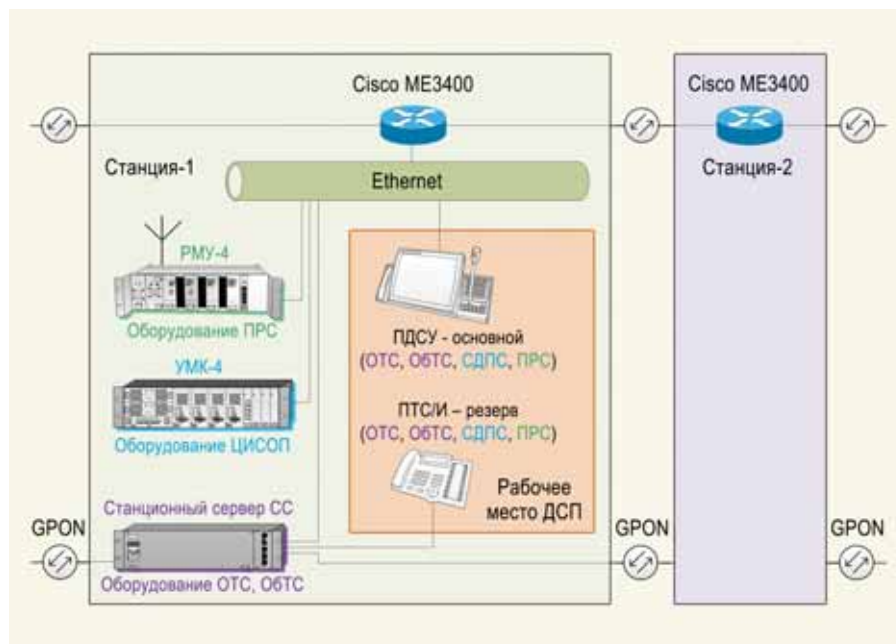 Cisco ME3400
Cisco ME3400
Станция-1
Ethernet
Станция-2
РМУ-4
Оборудование ПРС
ПДСУ - основной
(ОТС, ОбТС, СДПС, ПРС)
УМК-4
Оборудование ЦИСОП
ПТС/И – резерв
(ОТС, ОбТС, СДПС, ПРС)
Рабочее
место ДСП
Станционный сервер СС
Оборудование ОТС, ОбТС
GPON
GPON
GPON